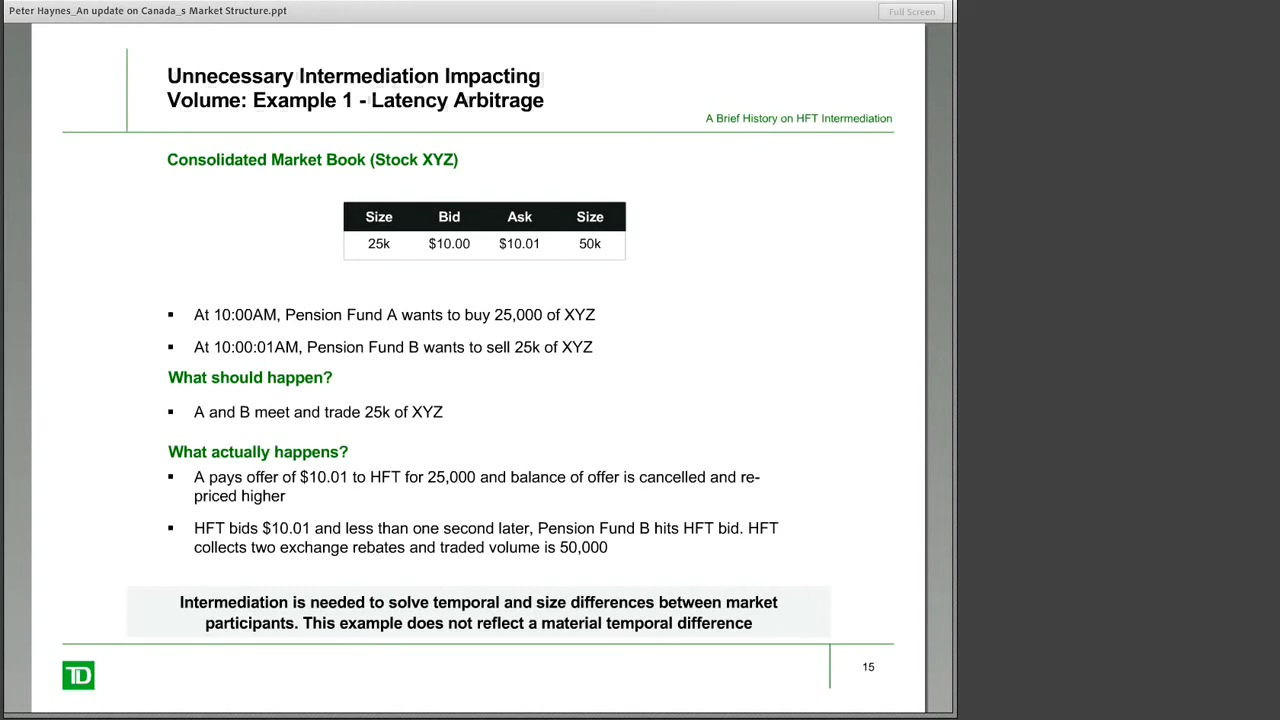 Peter Haynes_An update on Canada_s Market Structure.ppt
Full Screen
Unnecessary Intermediation Impacting
Volume: Example 1 - Latency Arbitrage
A Brief History on HFT Intermediation
Consolidated Market Book (Stock XYZ)
Size Bid Ask Size
25k $10.00 $10.01 50k
▪ At 10:00AM, Pension Fund A wants to buy 25,000 of XYZ
▪ At 10:00:01AM, Pension Fund B wants to sell 25k of XYZ
What should happen?
▪ A and B meet and trade 25k of XYZ
What actually happens?
▪ A pays offer of $10.01 to HFT for 25,000 and balance of offer is cancelled and re-
priced higher
▪ HFT bids $10.01 and less than one second later, Pension Fund B hits HFT bid. HFT
collects two exchange rebates and traded volume is 50,000
Intermediation is needed to solve temporal and size differences between market
participants. This example does not reflect a material temporal difference
TD
15